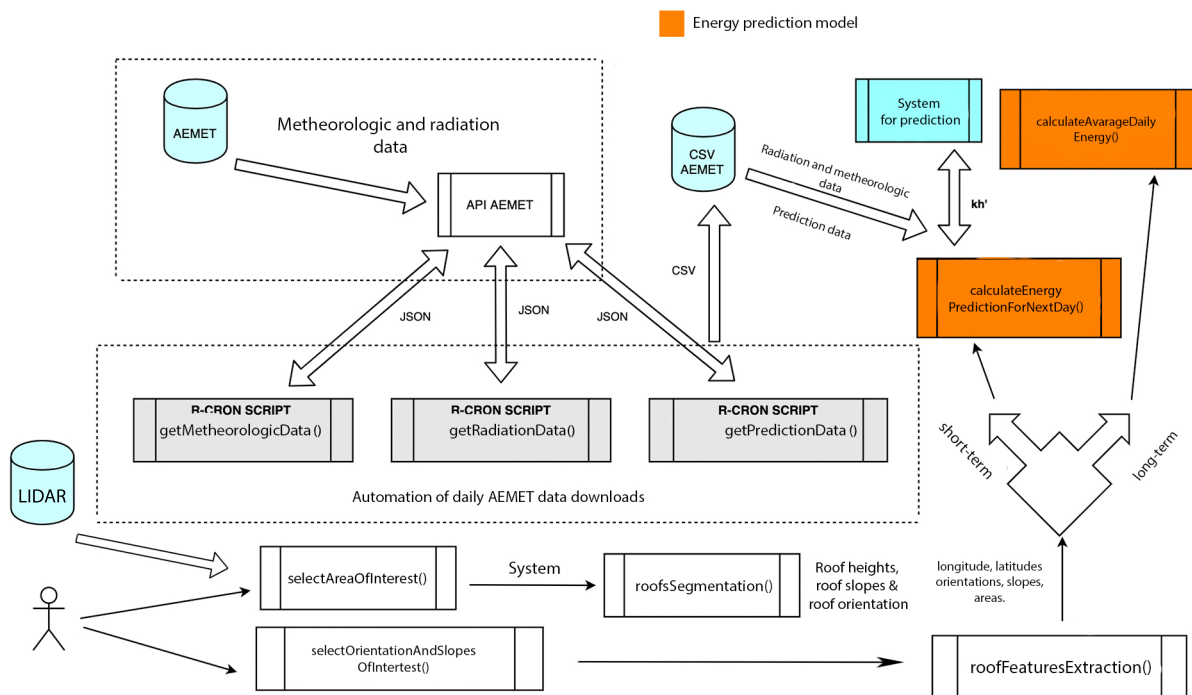 Energy prediction model
AEMET
Metheorologic and radiation
data
API AEMET
CSV
AEMET
Radiation and metheorologic
data
Prediction data
System
for prediction
calculateAvarageDaily
Energy()
kh'
calculateEnergy
PredictionForNextDay()
CSV
JSON
JSON
JSON
R-CRON SCRIPT
getMetheorologicData ()
R-CRON SCRIPT
getRadiationData()
R-CRON SCRIPT
getPredictionData ()
Automation of daily AEMET data downloads
short-term
long-term
LIDAR
selectAreaOfInterest()
System
roofsSegmentation()
Roof heights,
roof slopes &
roof orientation
longitude, latitudes
orientations, slopes,
areas.
selectOrientationAndSlopes
OfIntertest()
roofFeaturesExtraction()